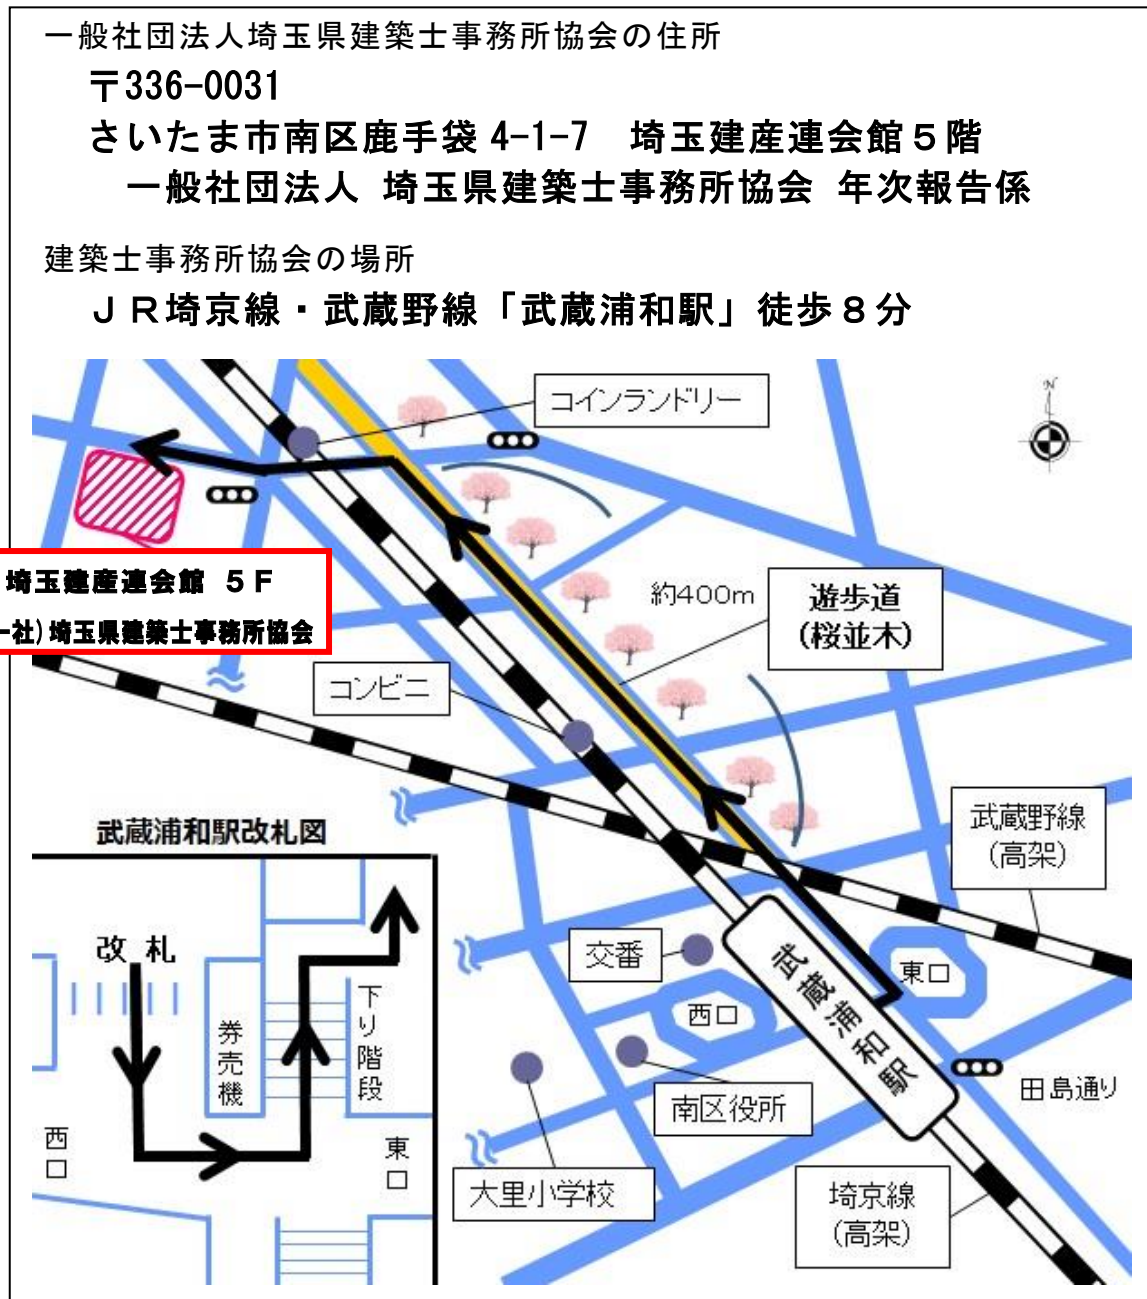 一般社団法人埼玉県建築士事務所協会の住所
〒336-0031
さいたま市南区鹿手袋 4-1-7　埼玉建産連会館５階
一般社団法人 埼玉県建築士事務所協会 年次報告係
建築士事務所協会の場所
ＪＲ埼京線・武蔵野線「武蔵浦和駅」徒歩８分
コインランドリー
N
埼玉建産連会館 ５Ｆ
一社)埼玉県建築士事務所協会
約400m
遊歩道
(桜並木)
コンビニ
武蔵野線
(高架)
武蔵浦和駅改札図
改 札
券売機
下り階段
西口
東口
交番
西口
東口
武蔵浦和駅
田島通り
南区役所
大里小学校
埼京線
(高架)